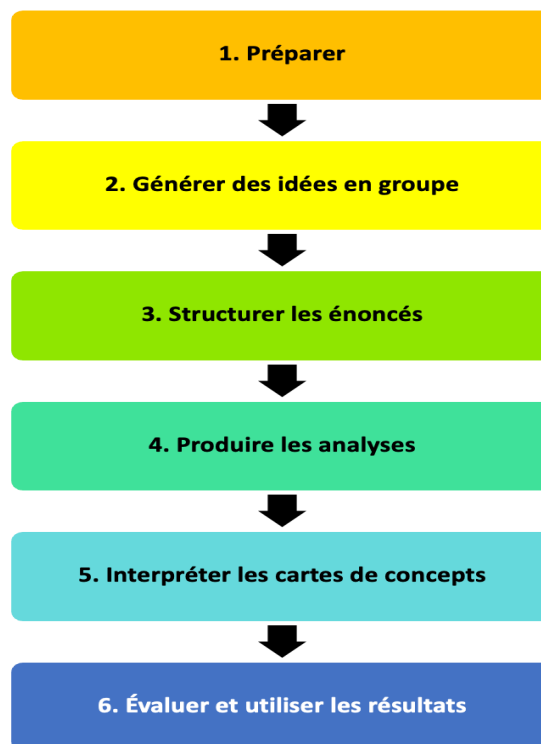 1. Préparer
2. Générer des idées en groupe
3. Structurer les énoncés
4. Produire les analyses
5. Interpréter les cartes de concepts
6. Évaluer et utiliser les résultats